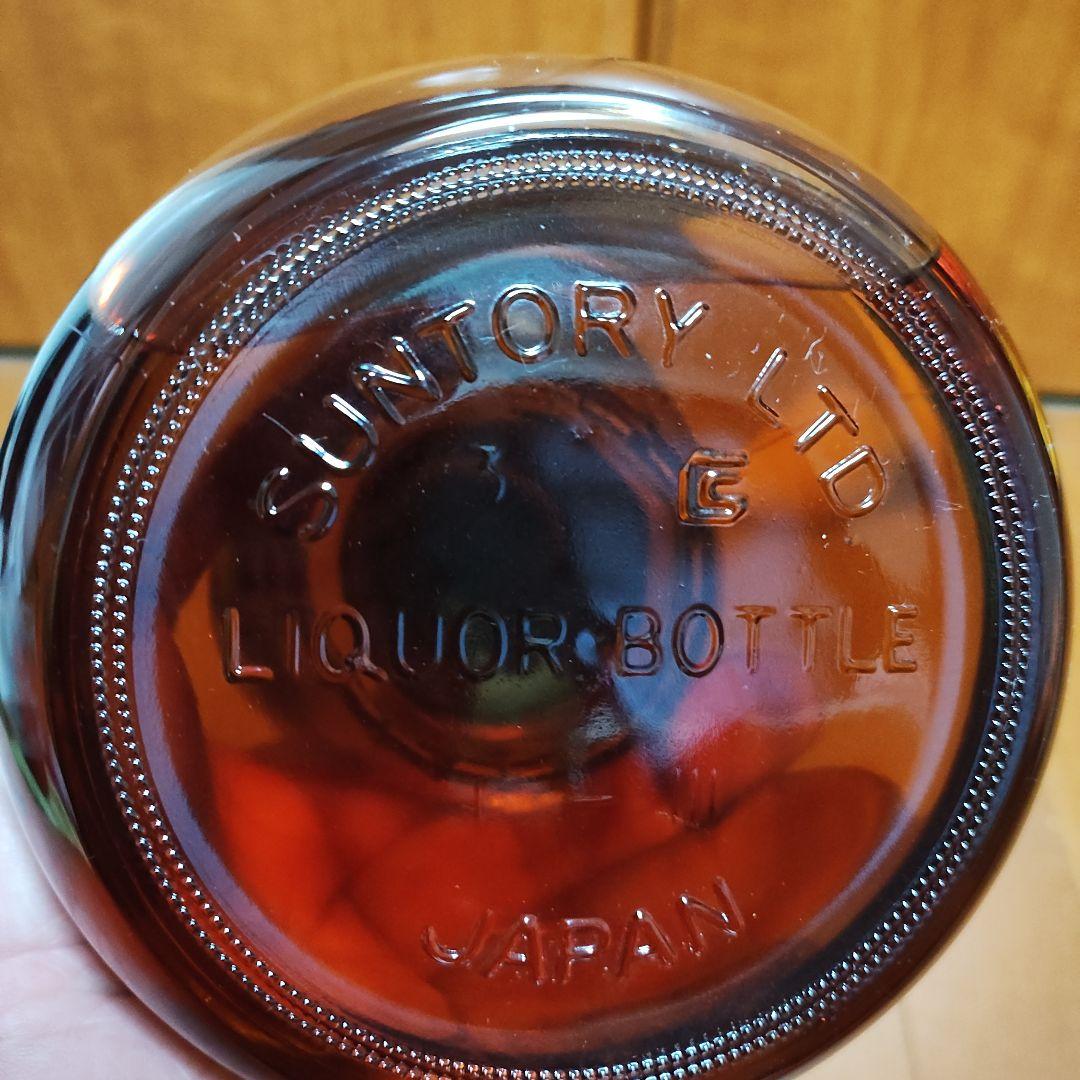 SUNTORY LTD
3
LIQUOR·BOTTLE
JAPAN